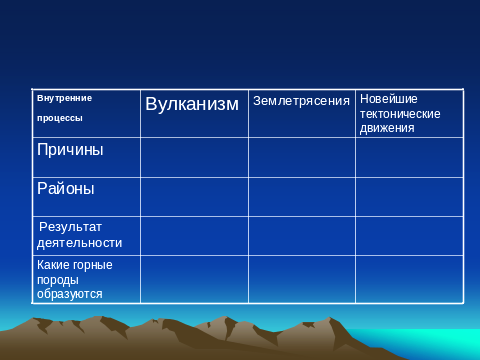 Внутренние
процессы
Вулканизм
Землетрясения
Новейшие
тектонические
движения
Причины
Районы
Результат
деятельности
Какие горные
породы
образуются